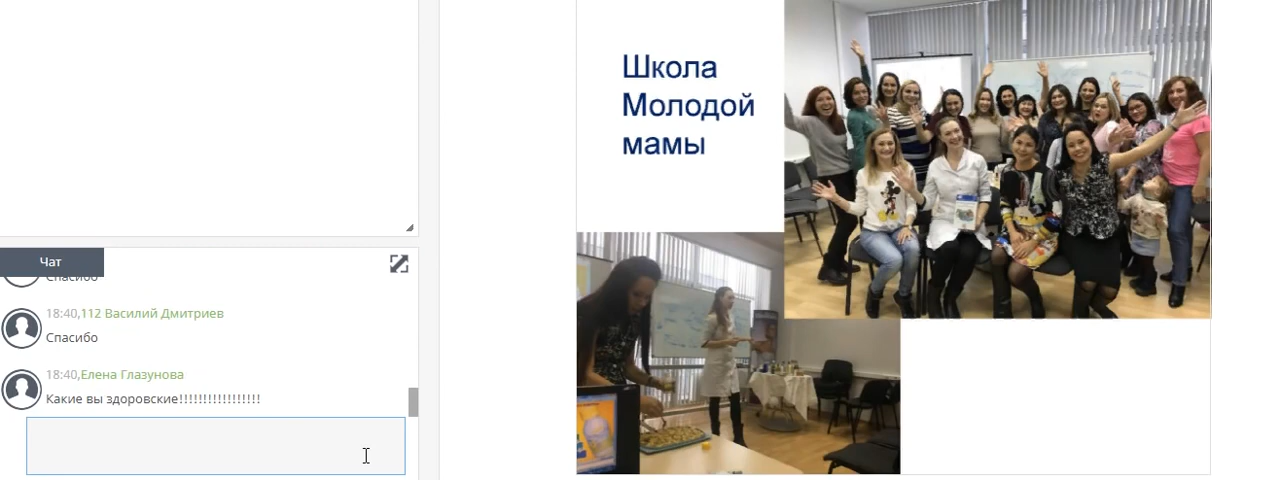 Школа
Молодой
мамы
Чат
Спасибо
18:40,112 Василий Дмитриев
Спасибо
18:40,Елена Глазунова
Какие вы здоровские!!!!!!!!!!!!!!!!!